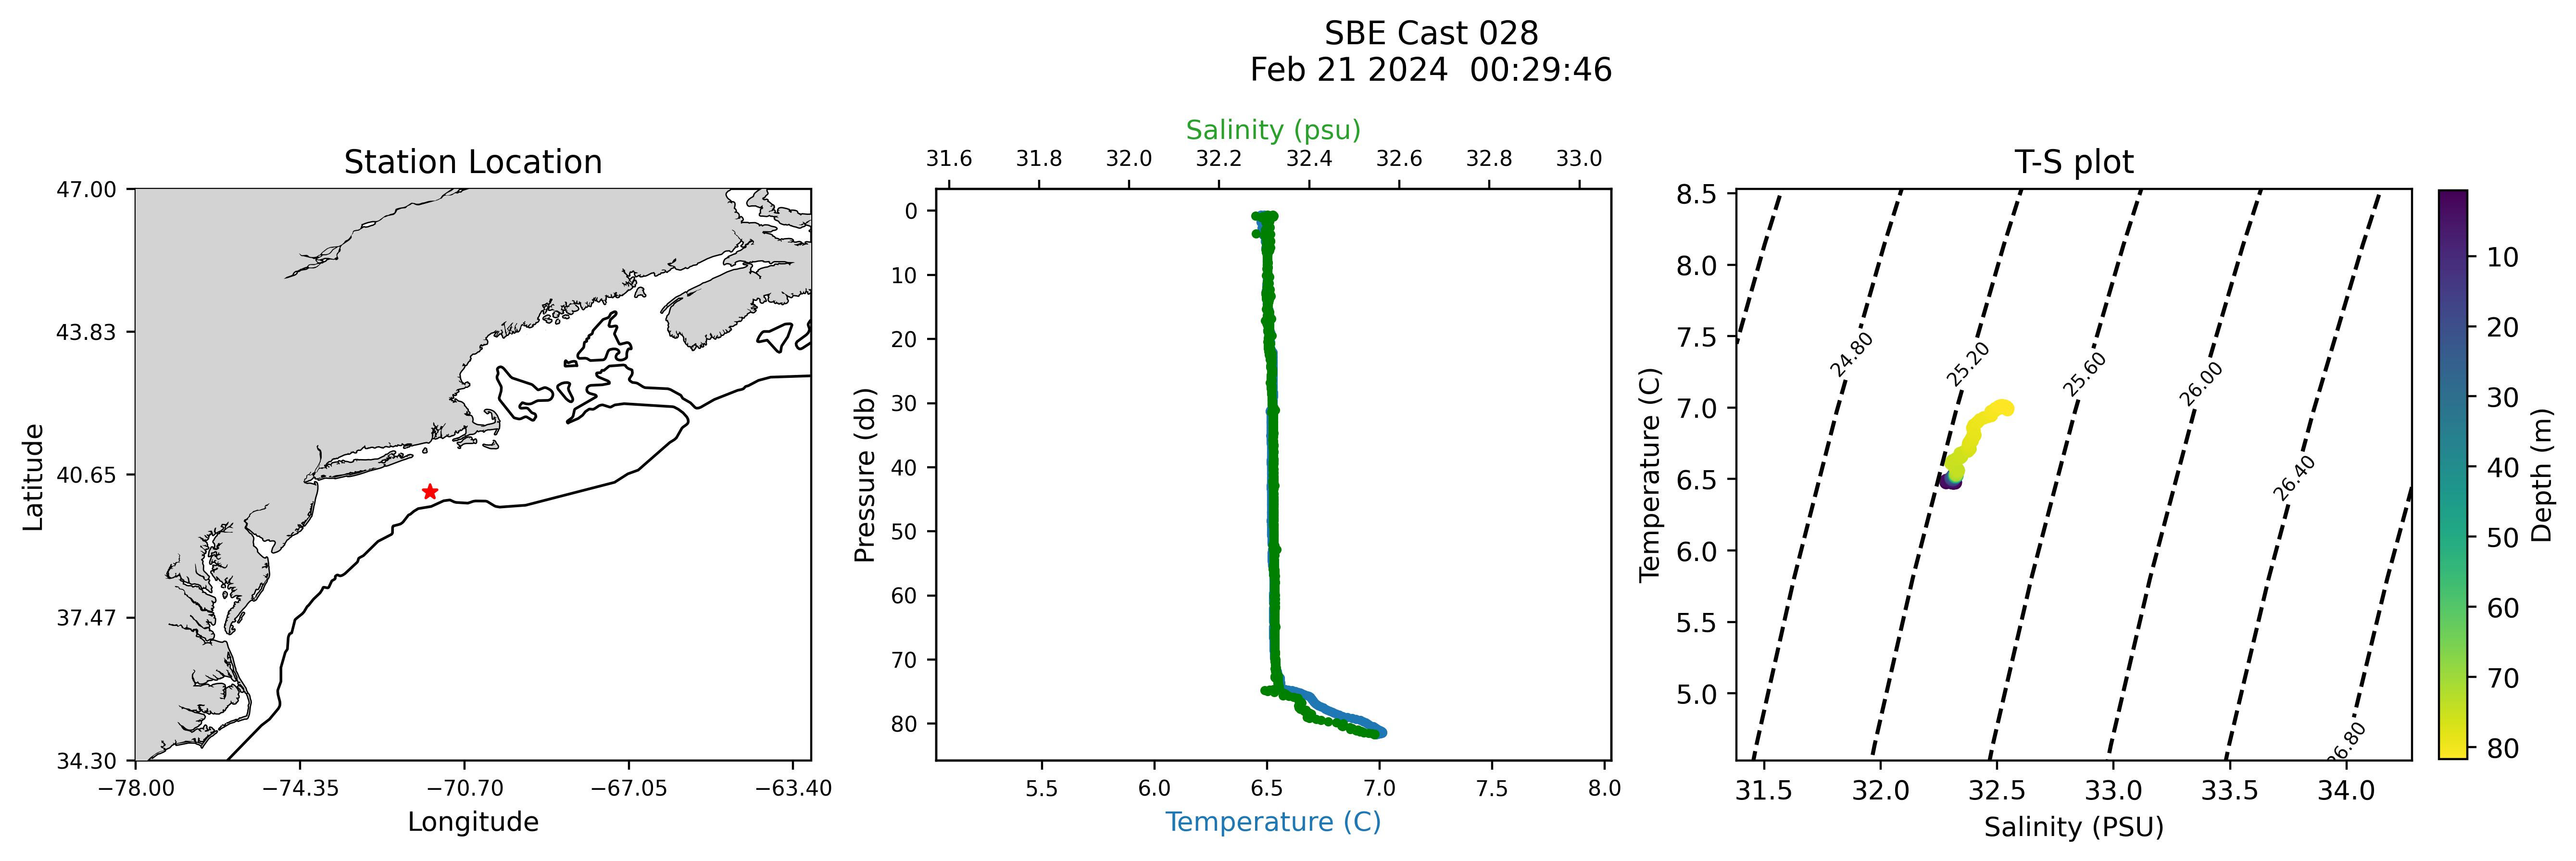 SBE Cast 028
Feb 21 2024  00:29:46
Station Location
47.00
43.83
40.65
37.47
34.30
Latitude
−78.00 −74.35 −70.70 −67.05 −63.40
Longitude
Salinity (psu)
31.6 31.8 32.0 32.2 32.4 32.6 32.8 33.0
0
10
20
30
40
50
60
70
80
Pressure (db)
5.5 6.0 6.5 7.0 7.5 8.0
Temperature (C)
T-S plot
8.5
8.0
7.5
7.0
6.5
6.0
5.5
5.0
Temperature (C)
24.80
25.20
25.60
26.00
26.40
31.5 32.0 32.5 33.0 33.5 34.0
Salinity (PSU)
10
20
30
40
50
60
70
80
Depth (m)